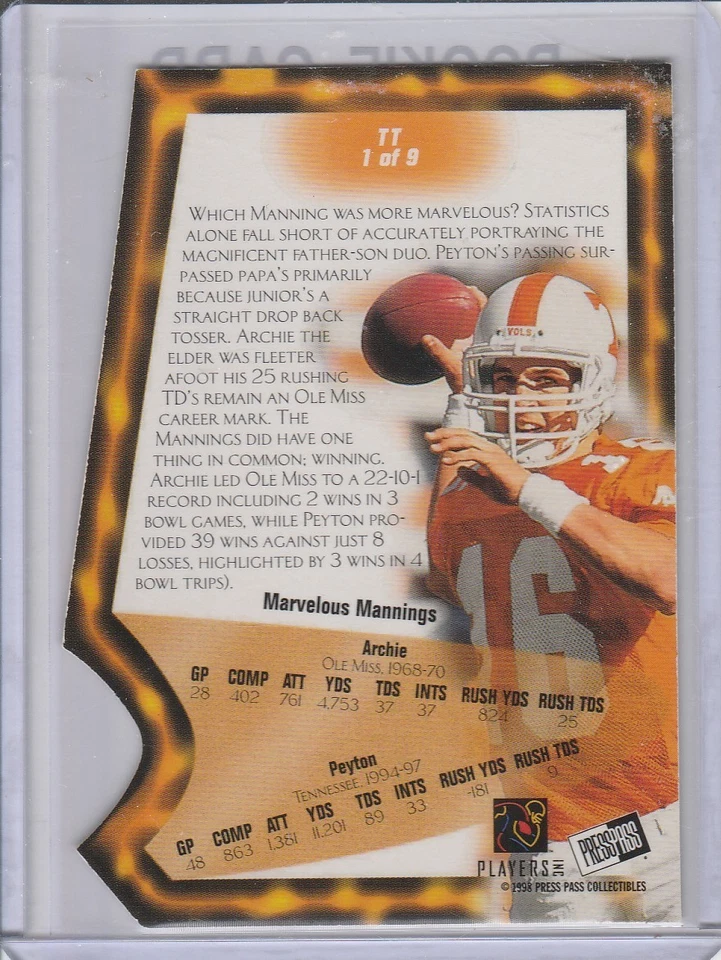 ROOKIE CARD
TT
1 of 9
WHICH MANNING WAS MORE MARVELOUS? STATISTICS
ALONE FALL SHORT OF ACCURATELY PORTRAYING THE
MAGNIFICENT FATHER-SON DUO. PEYTON'S PASSING SUR-
PASSED PAPA'S PRIMARILY
BECAUSE JUNIOR'S A
STRAIGHT DROP BACK
TOSSER. ARCHIE THE
ELDER WAS FLEETER
AFOOT HIS 25 RUSHING
TD'S REMAIN AN OLE MISS
CAREER MARK. THE
MANNINGS DID HAVE ONE
THING IN COMMON; WINNING.
ARCHIE LED OLE MISS TO A 22-10-1
RECORD INCLUDING 2 WINS IN 3
BOWL GAMES, WHILE PEYTON PRO-
VIDED 39 WINS AGAINST JUST 8
LOSSES, HIGHLIGHTED BY 3 WINS IN 4
BOWL TRIPS).
VOLS
16
16
Marvelous Mannings
Archie
OLE MISS, 1968-70
GP COMP ATT YDS TDS INTS RUSH YDS RUSH TDS
28 402 761 4,753 37 37 824 25
Peyton
TENNESSEE, 1994-97
GP COMP ATT YDS TDS INTS RUSH YDS RUSH TDS
48 863 1,381 11,201 89 33 -181 9
PLAYERS INC
PRESS PASS
© 1998 PRESS PASS COLLECTIBLES